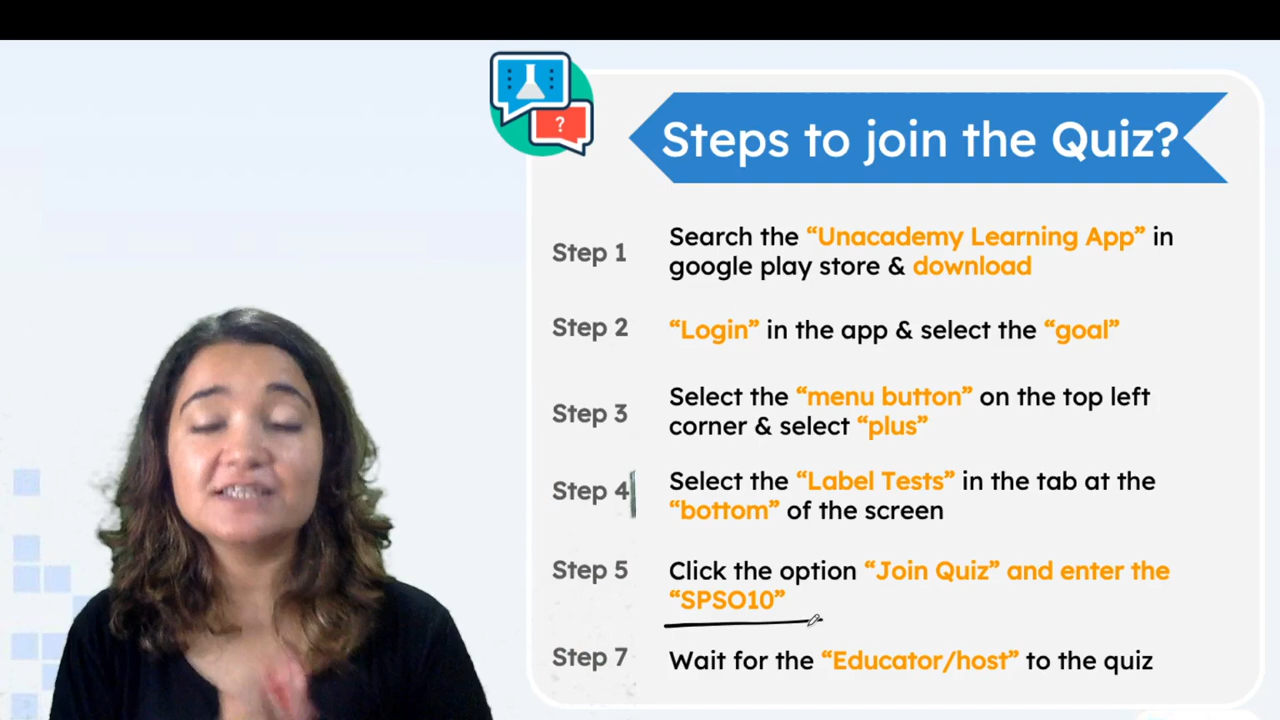 ?
Steps to join the Quiz?
Step 1
Search the “Unacademy Learning App” in
google play store & download
Step 2
“Login” in the app & select the “goal”
Step 3
Select the “menu button” on the top left
corner & select “plus”
Step 4
Select the “Label Tests” in the tab at the
“bottom” of the screen
Step 5
Click the option “Join Quiz” and enter the
“SPSO10”
Step 7
Wait for the “Educator/host” to the quiz